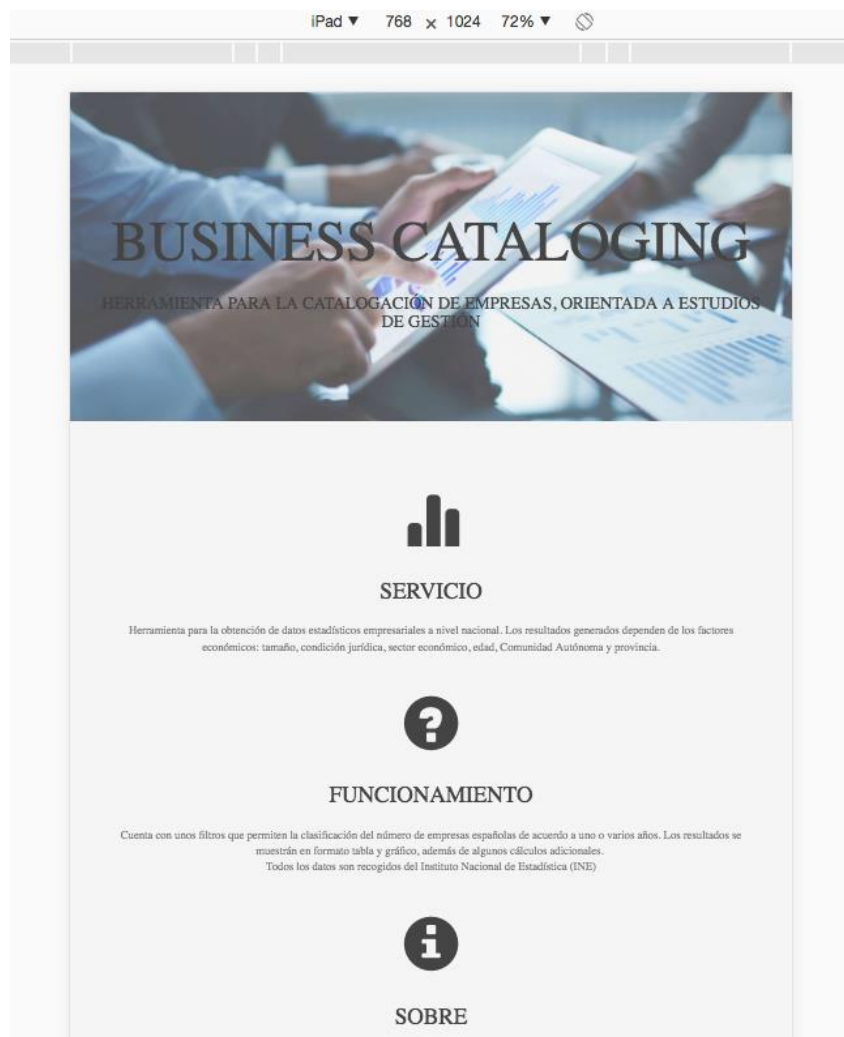 iPad ▼ 768 × 1024 72% ▼
BUSINESS CATALOGING
HERRAMIENTA PARA LA CATALOGACIÓN DE EMPRESAS, ORIENTADA A ESTUDIOS
DE GESTIÓN
SERVICIO
Herramienta para la obtención de datos estadísticos empresariales a nivel nacional. Los resultados generados dependen de los factores
económicos: tamaño, condición jurídica, sector económico, edad, Comunidad Autónoma y provincia.
?
FUNCIONAMIENTO
Cuenta con unos filtros que permiten la clasificación del número de empresas españolas de acuerdo a uno o varios años. Los resultados se
muestrán en formato tabla y gráfico, además de algunos cálculos adicionales.
Todos los datos son recogidos del Instituto Nacional de Estadística (INE)
i
SOBRE